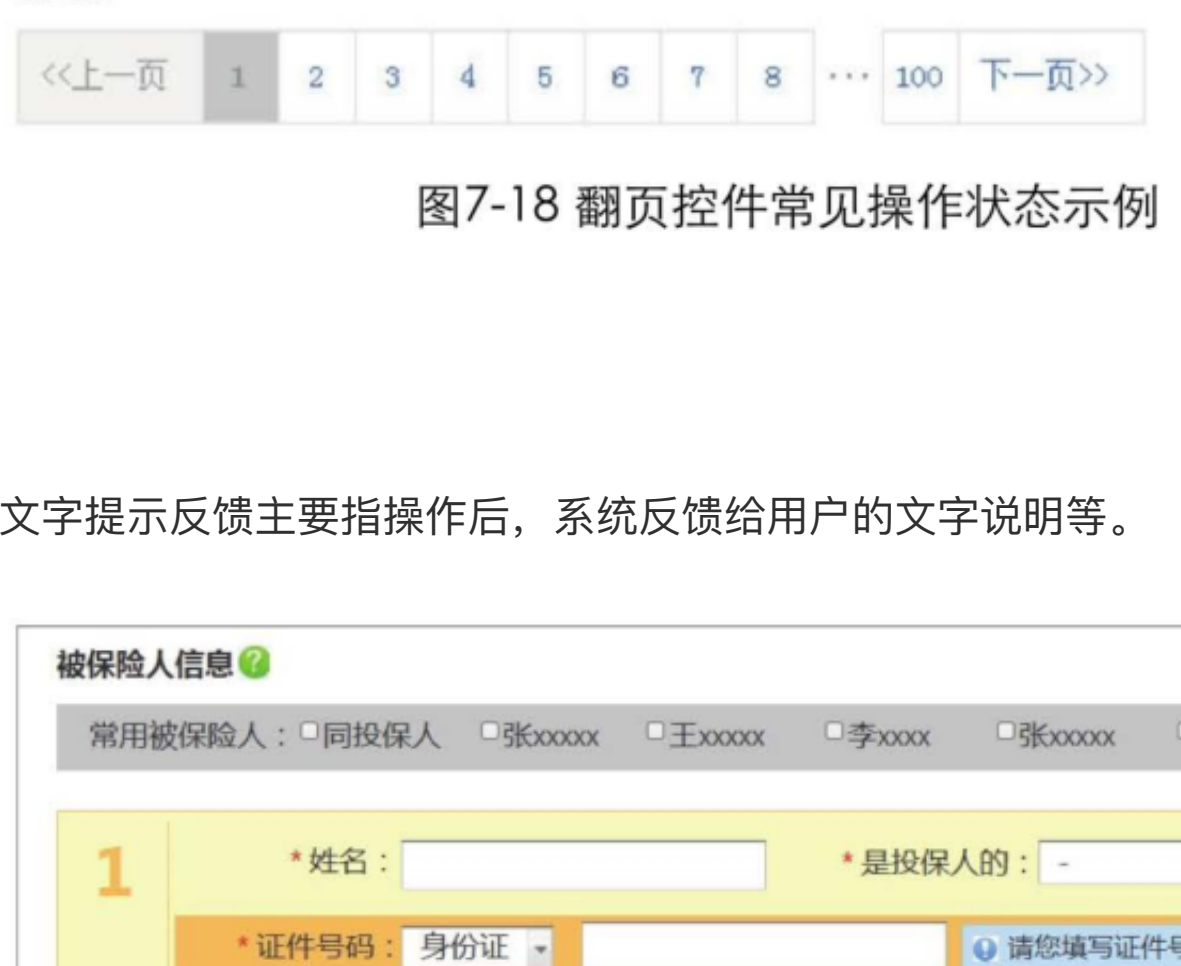 <<上一页 1 2 3 4 5 6 7 8 ··· 100 下一页>>
图7-18 翻页控件常见操作状态示例
文字提示反馈主要指操作后，系统反馈给用户的文字说明等。
被保险人信息 ?
常用被保险人：同投保人 张xxxxx 王xxxxx 李xxxx 张xxxxx
1 *姓名： *是投保人的： -
*证件号码： 身份证 请您填写证件号